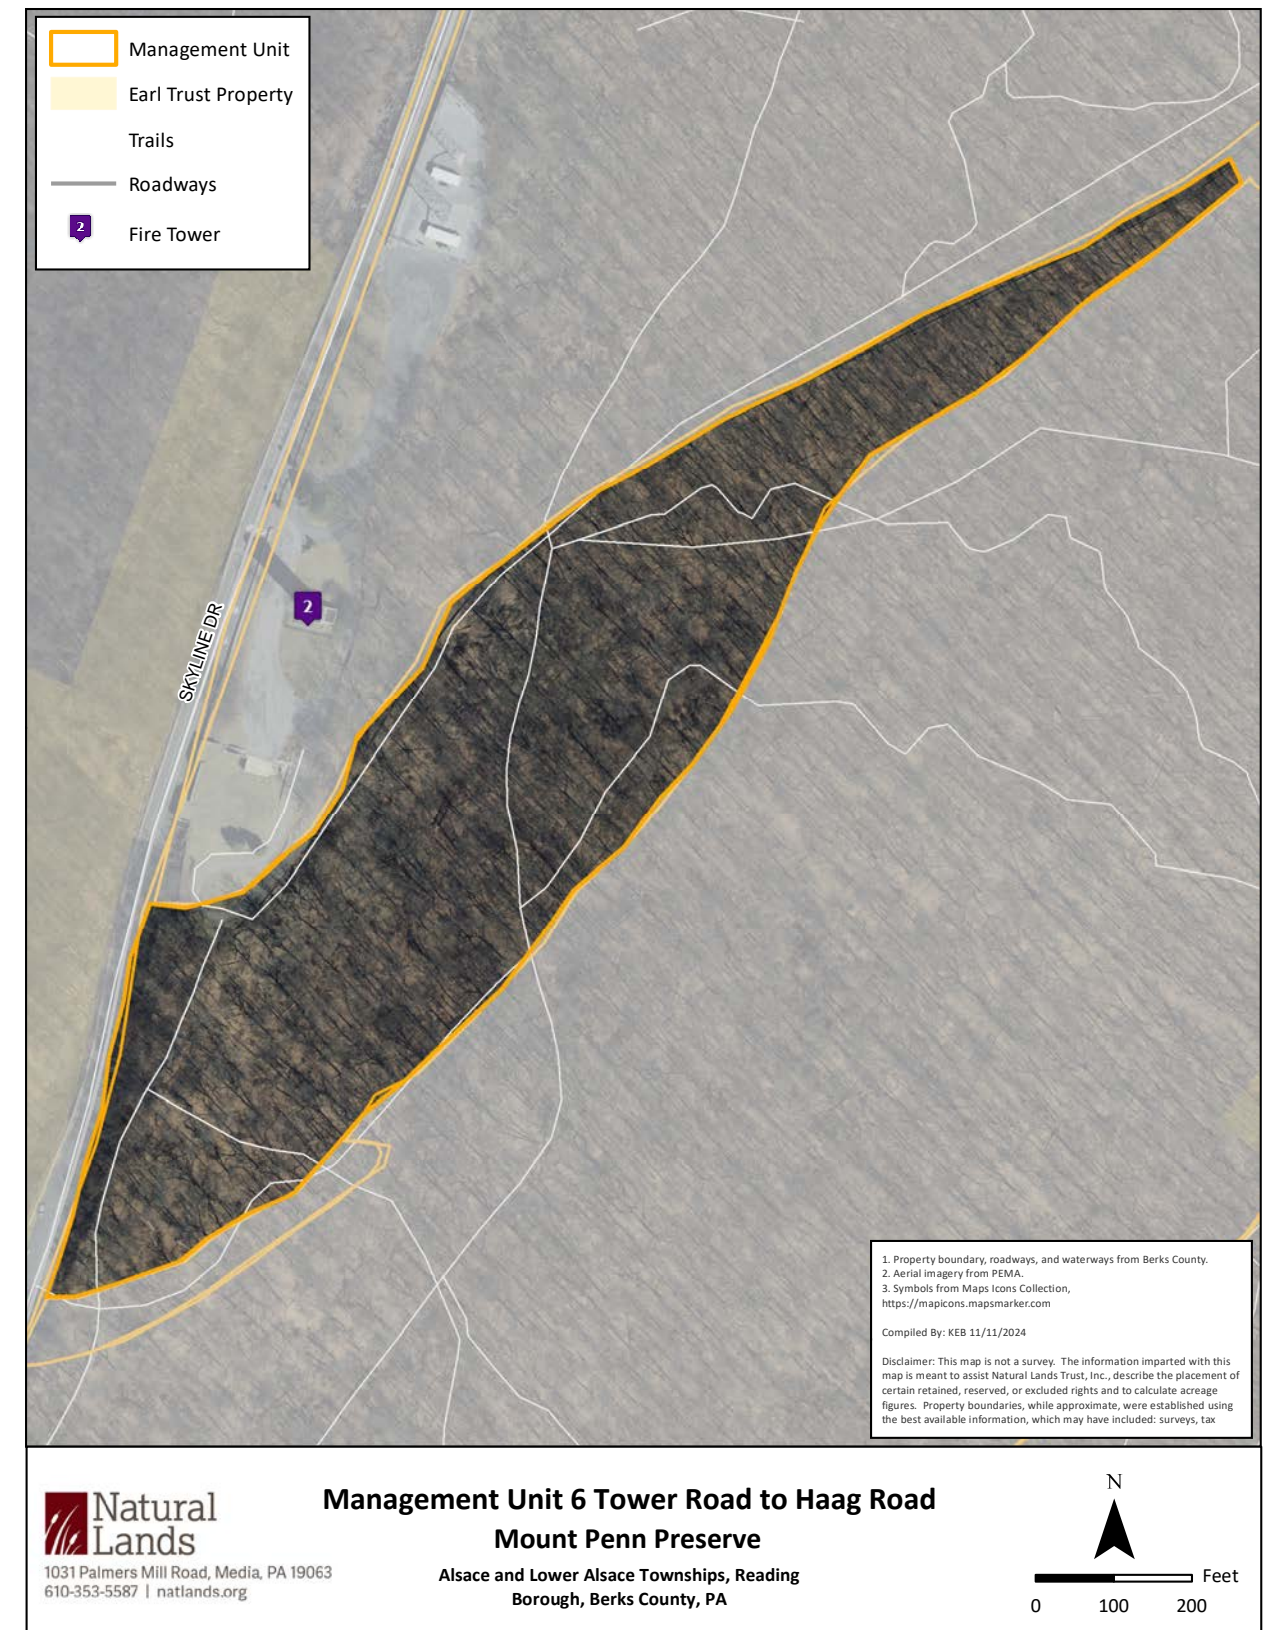 Management Unit
Earl Trust Property
Trails
Roadways
2
Fire Tower
2
SKYLINE DR
1. Property boundary, roadways, and waterways from Berks County.
2. Aerial imagery from PEMA.
3. Symbols from Maps Icons Collection,
https://mapicons.mapsmarker.com
Compiled By: KEB 11/11/2024
Disclaimer: This map is not a survey. The information imparted with this
map is meant to assist Natural Lands Trust, Inc., describe the placement of
certain retained, reserved, or excluded rights and to calculate acreage
figures. Property boundaries, while approximate, were established using
the best available information, which may have included: surveys, tax
Natural
Lands
1031 Palmers Mill Road, Media, PA 19063
610-353-5587 | natlands.org
Management Unit 6 Tower Road to Haag Road
Mount Penn Preserve
Alsace and Lower Alsace Townships, Reading
Borough, Berks County, PA
N
Feet
0 100 200